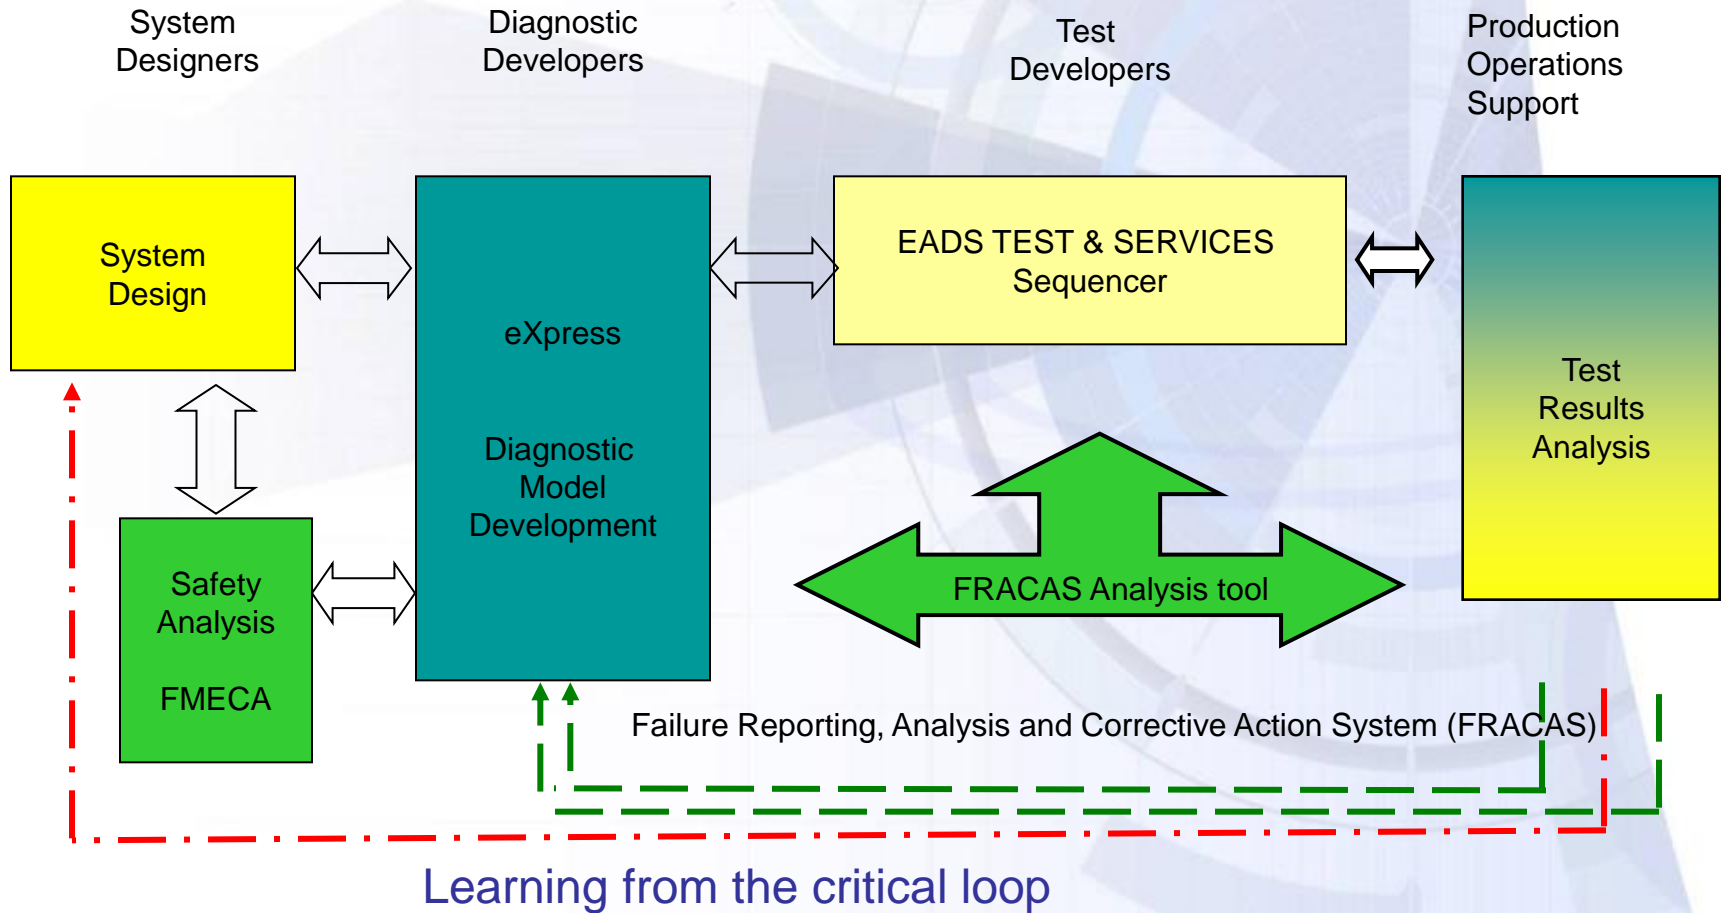 System
Designers
Diagnostic
Developers
Test
Developers
Production
Operations
Support
System
Design
eXpress
Diagnostic
Model
Development
EADS TEST & SERVICES
Sequencer
Test
Results
Analysis
Safety
Analysis
FMECA
FRACAS Analysis tool
Failure Reporting, Analysis and Corrective Action System (FRACAS)
Learning from the critical loop